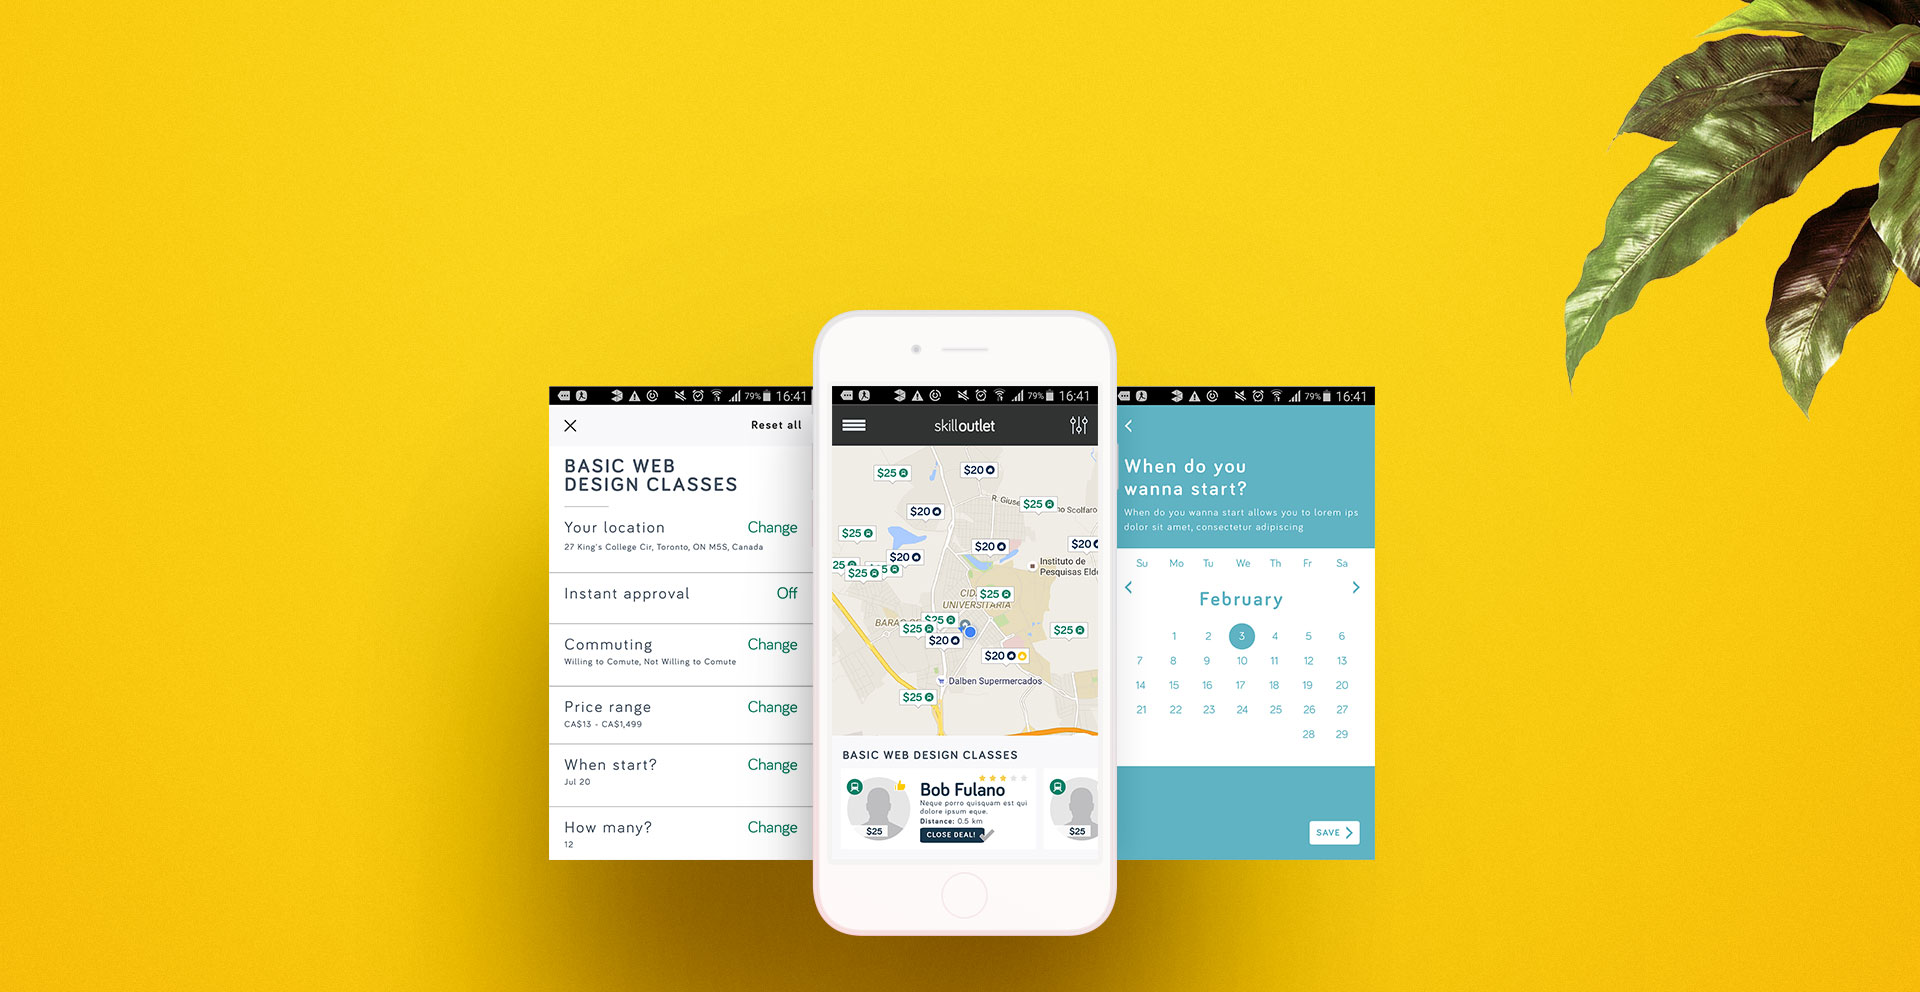 79% 16:41
Reset all
BASIC WEB
DESIGN CLASSES
Your location Change
27 King's College Cir, Toronto, ON M5S, Canada
Instant approval Off
Commuting Change
Willing to Comute, Not Willing to Comute
Price range Change
CA$13 - CA$1,499
When start? Change
Jul 20
How many? Change
12
79% 16:41
skilloutlet
$25
$20
R. Giuse
$25
no Scolfaro
$20
$25
$20
$20
$20
25
5
$25
Instituto de
Pesquisas Eldo
CID
$25
UNIVERSITÁRIA
BARÃO
$25
$25
$25
$20
$20
Dalben Supermercados
$25
BASIC WEB DESIGN CLASSES
Bob Fulano
Neque porro quisquam est qui
dolore ipsum eque.
Distance: 0.5 km
CLOSE DEAL!
$25
$25
79% 16:41
When do you
wanna start?
When do you wanna start allows you to lorem ips
dolor sit amet, consectetur adipiscing
Su Mo Tu We Th Fr Sa
February
1 2 3 4 5 6
7 8 9 10 11 12 13
14 15 16 17 18 19 20
21 22 23 24 25 26 27
28 29
SAVE